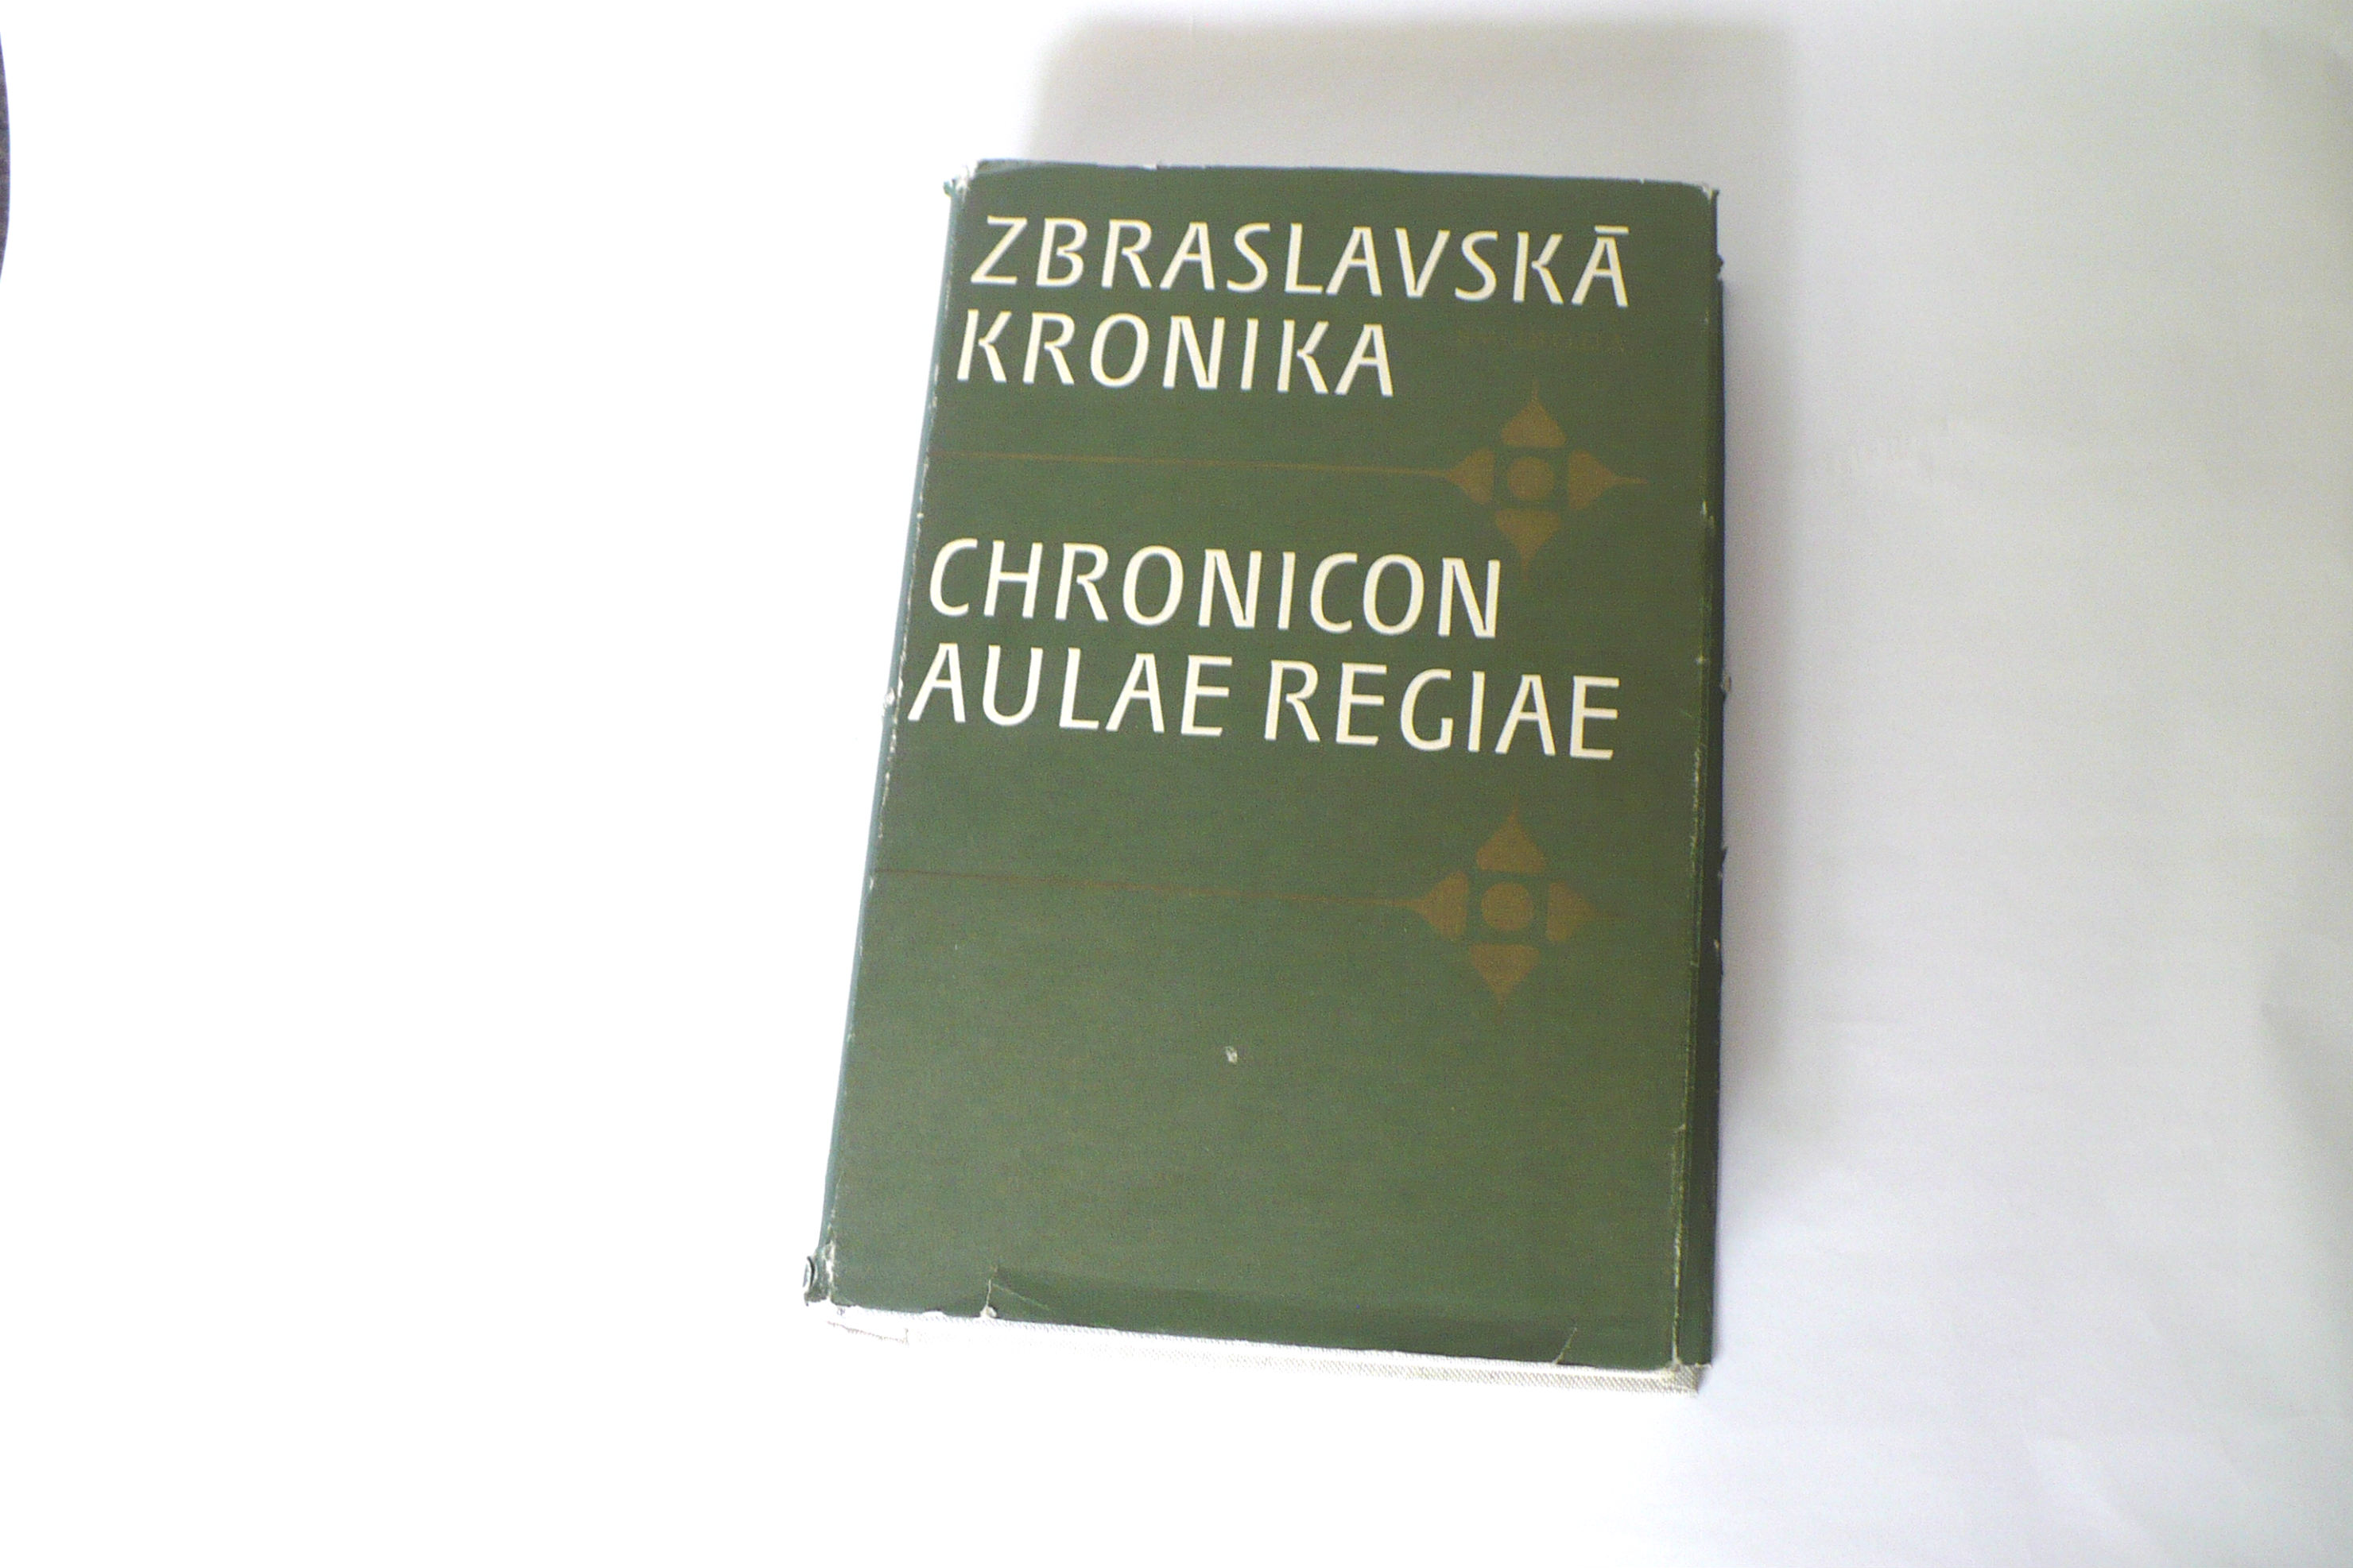 ZBRASLAVSKÁ
KRONIKA
CHRONICON
AULAE REGIAE